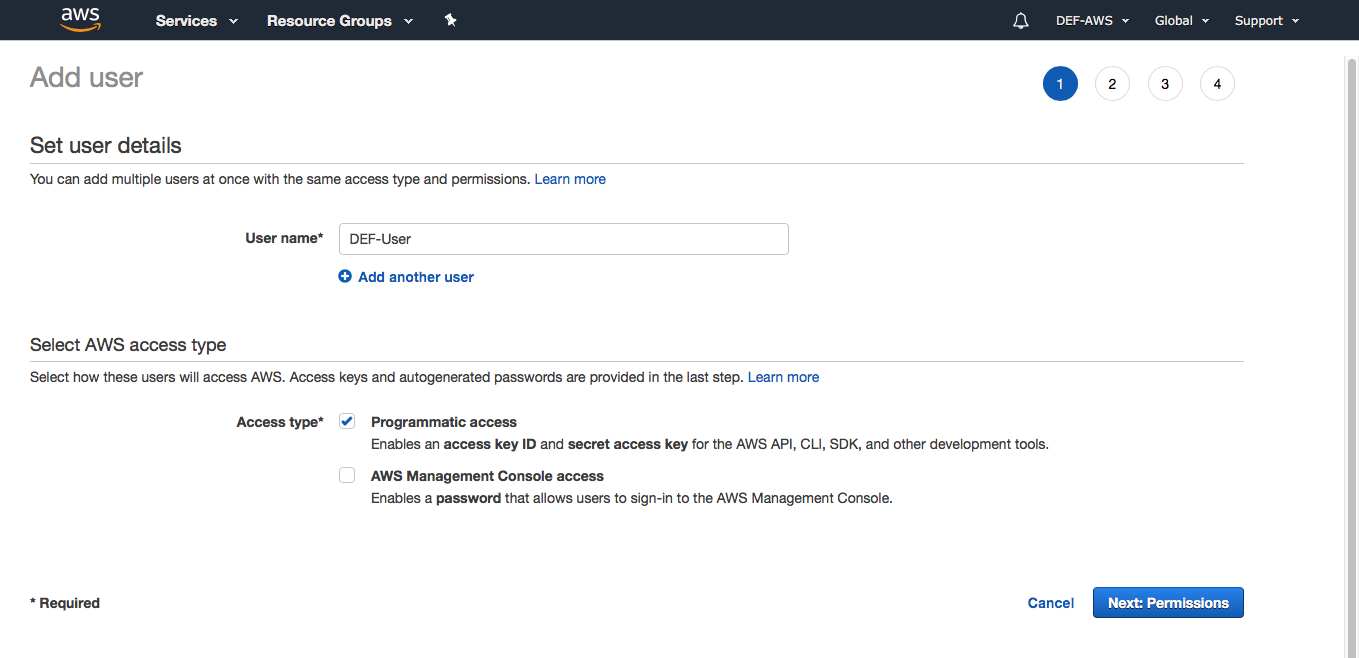 aws Services Resource Groups DEF-AWS Global Support
Add user
1 2 3 4
Set user details
You can add multiple users at once with the same access type and permissions. Learn more
User name* DEF-User
Add another user
Select AWS access type
Select how these users will access AWS. Access keys and autogenerated passwords are provided in the last step. Learn more
Access type* Programmatic access
Enables an access key ID and secret access key for the AWS API, CLI, SDK, and other development tools.
AWS Management Console access
Enables a password that allows users to sign-in to the AWS Management Console.
* Required Cancel Next: Permissions